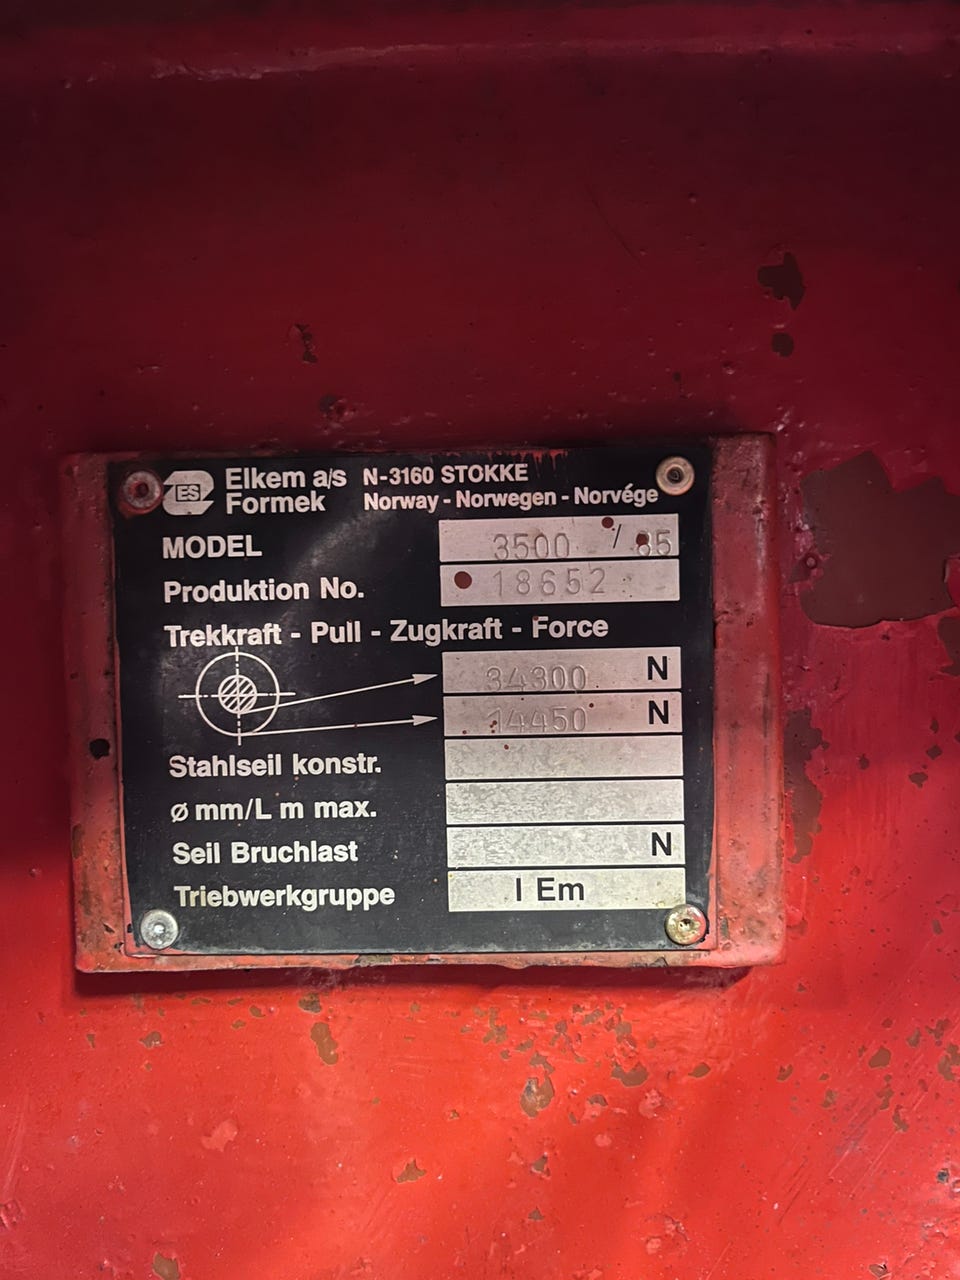 ES
Elkem a/s N-3160 STOKKE
Formek Norway - Norwegen - Norvége
MODEL 3500 / 85
Produktion No. 18652
Trekkraft - Pull - Zugkraft - Force
34300 N
14450 N
Stahlseil konstr.
ø mm/L m max.
Seil Bruchlast N
Triebwerkgruppe I Em